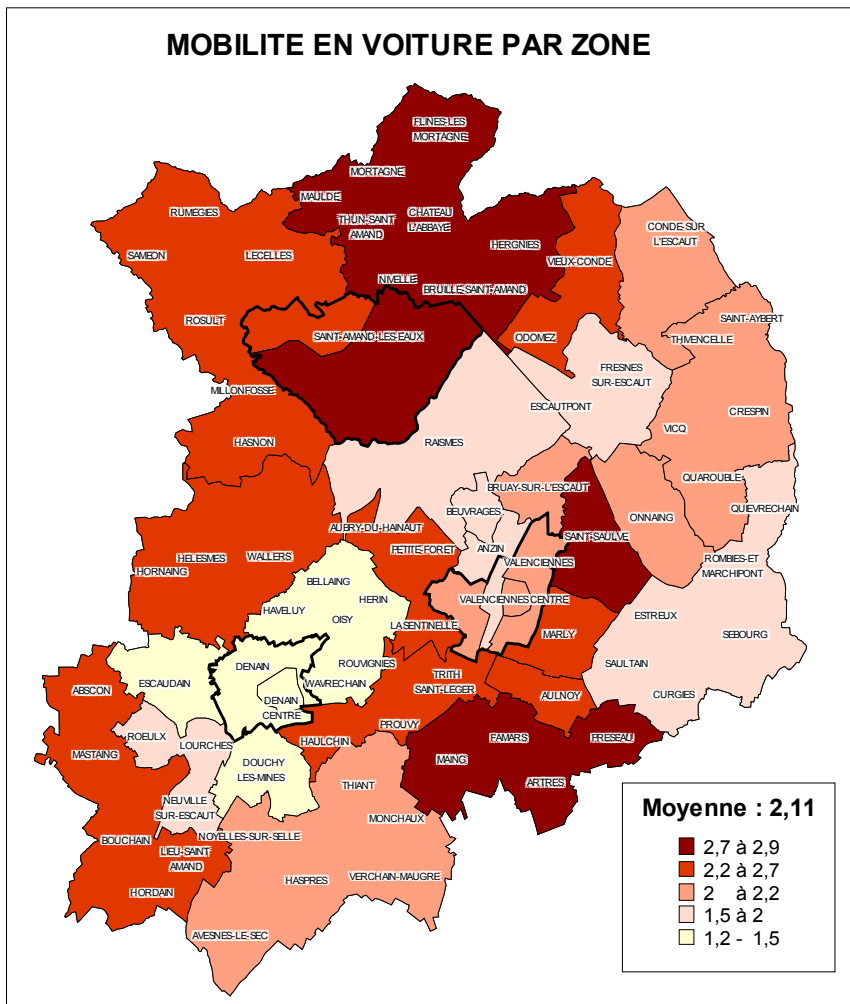 MOBILITE EN VOITURE PAR ZONE
FLINES-LES
MORTAGNE
MORTAGNE
MAULDE
RUMEGIES
THUN-SAINT
AMAND
CHATEAU
L'ABBAYE
CONDE-SUR
L'ESCAUT
SAMEON
LECELLES
HERGNIES
VIEUX-CONDE
NIVELLE
BRUILLE-SAINT-AMAND
ROSULT
SAINT-AMAND-LES-EAUX
ODOMEZ
SAINT-AYBERT
THIVENCELLE
FRESNES
SUR-ESCAUT
MILLONFOSSE
ESCAUTPONT
CRESPIN
VICQ
HASNON
RAISMES
BRUAY-SUR-L'ESCAUT
QUAROUBLE
BEUVRAGES
ONNAING
QUIEVRECHAIN
AUBRY-DU-HAINAUT
SAINT-SAULVE
PETITE-FORET
ANZIN
HELESMES
WALLERS
HORNAING
VALENCIENNES
ROMBIES-ET
MARCHIPONT
BELLAING
HERIN
HAVELUY
OISY
VALENCIENNES CENTRE
LA SENTINELLE
ESTREUX
SEBOURG
MARLY
DENAIN
ROUVIGNIES
SAULTAIN
ESCAUDAIN
WAVRECHAIN
TRITH
SAINT-LEGER
ABSCON
AULNOY
CURGIES
DENAIN
CENTRE
PROUVY
ROEULX
LOURCHES
HAULCHIN
FAMARS
PRESEAU
MASTAING
DOUCHY
LES-MINES
MAING
ARTRES
THIANT
NEUVILLE
SUR-ESCAUT
MONCHAUX
BOUCHAIN
NOYELLES-SUR-SELLE
LIEU-SAINT
AMAND
HASPRES
VERCHAIN-MAUGRE
HORDAIN
AVESNES-LE-SEC
Moyenne : 2,11
2,7 à 2,9
2,2 à 2,7
2 à 2,2
1,5 à 2
1,2 - 1,5